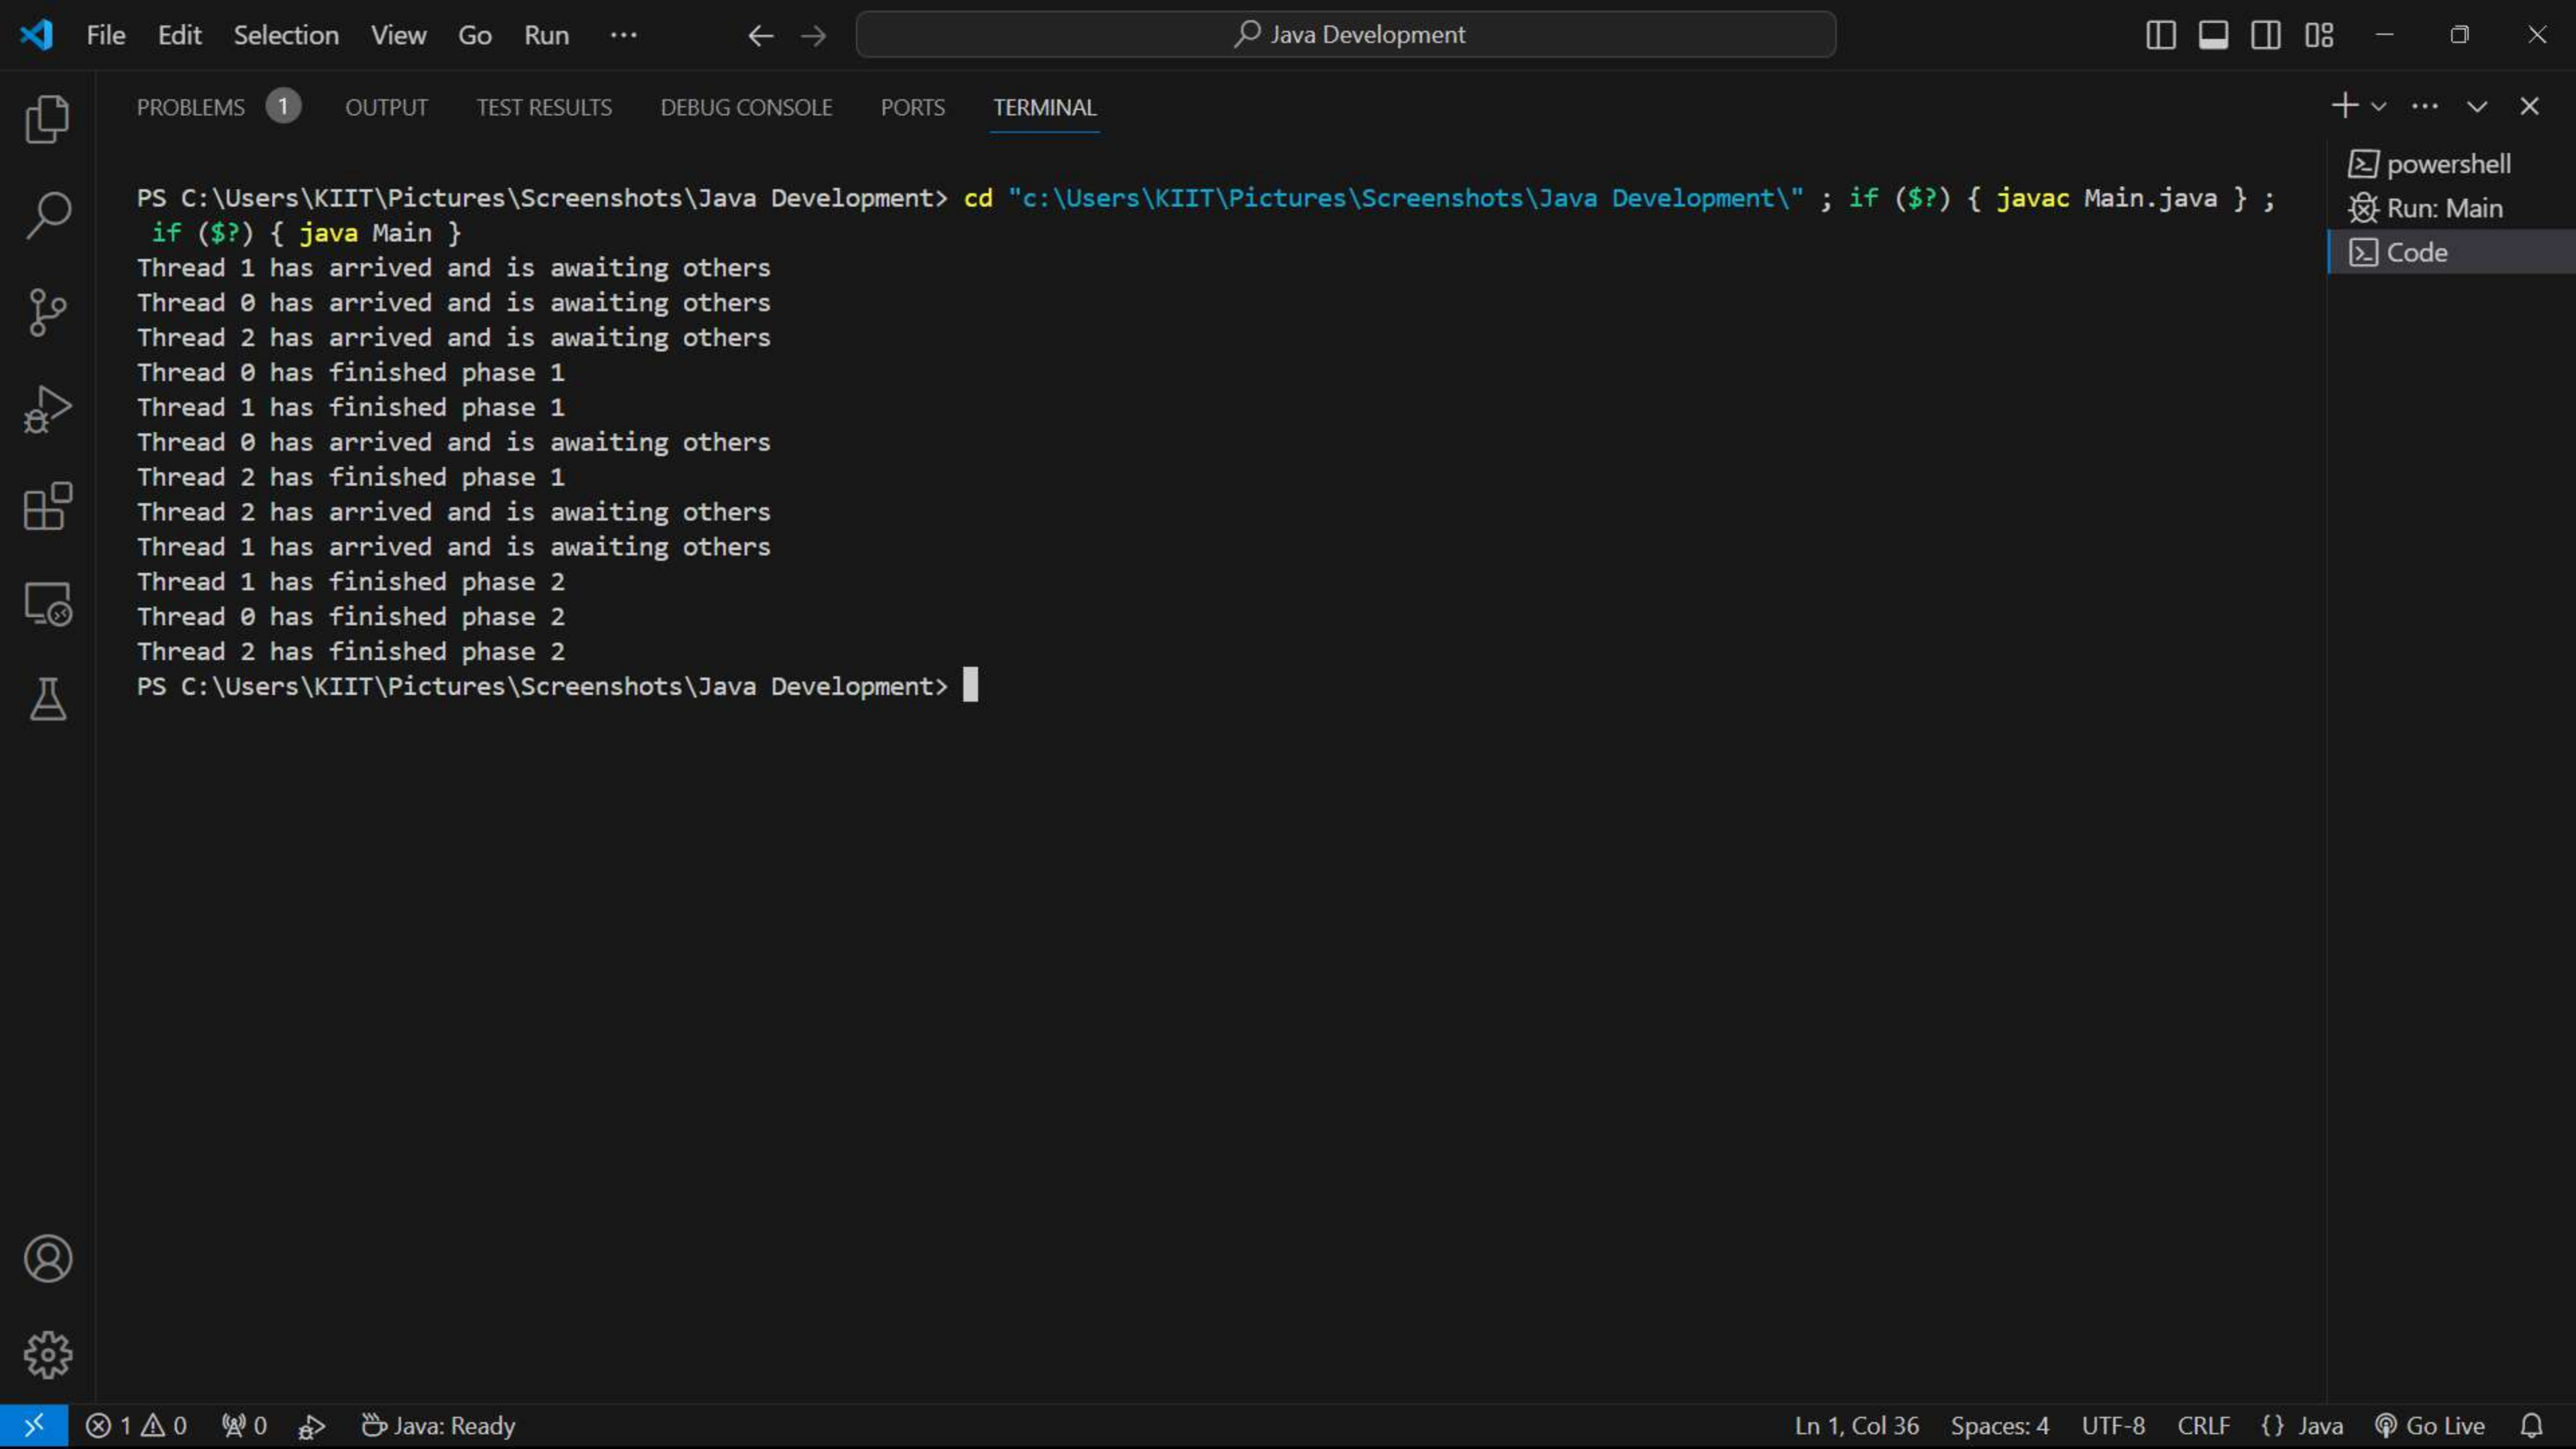 File Edit Selection View Go Run ··· Java Development
PROBLEMS 1 OUTPUT TEST RESULTS DEBUG CONSOLE PORTS TERMINAL
PS C:\Users\KIIT\Pictures\Screenshots\Java Development> cd "c:\Users\KIIT\Pictures\Screenshots\Java Development\" ; if ($?) { javac Main.java } ;
if ($?) { java Main }
Thread 1 has arrived and is awaiting others
Thread 0 has arrived and is awaiting others
Thread 2 has arrived and is awaiting others
Thread 0 has finished phase 1
Thread 1 has finished phase 1
Thread 0 has arrived and is awaiting others
Thread 2 has finished phase 1
Thread 2 has arrived and is awaiting others
Thread 1 has arrived and is awaiting others
Thread 1 has finished phase 2
Thread 0 has finished phase 2
Thread 2 has finished phase 2
PS C:\Users\KIIT\Pictures\Screenshots\Java Development>
powershell
Run: Main
Code
1 0 0 Java: Ready Ln 1, Col 36 Spaces: 4 UTF-8 CRLF {} Java Go Live